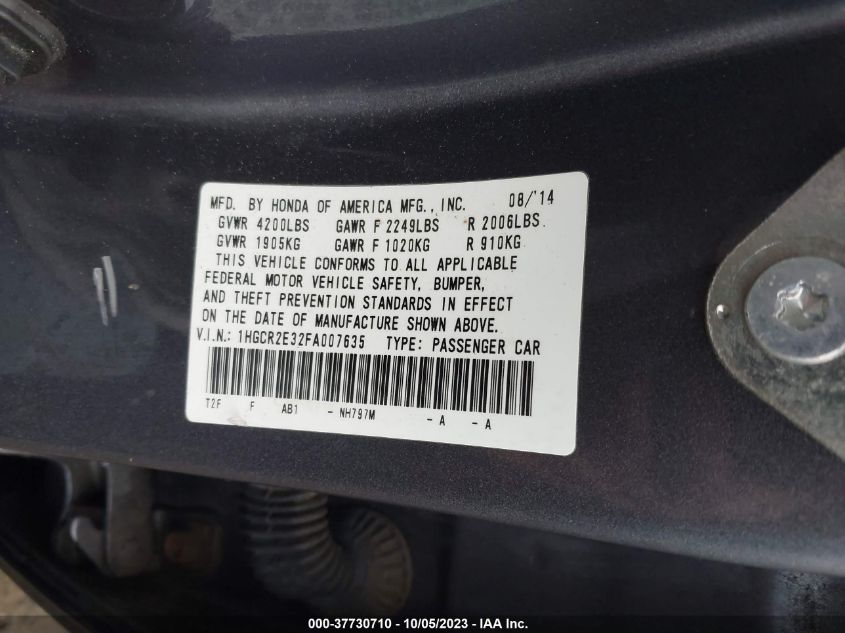 MFD. BY HONDA OF AMERICA MFG., INC. 08/'14
GVWR 4200LBS GAWR F 2249LBS R 2006LBS
GVWR 1905KG GAWR F 1020KG R 910KG
THIS VEHICLE CONFORMS TO ALL APPLICABLE
FEDERAL MOTOR VEHICLE SAFETY, BUMPER,
AND THEFT PREVENTION STANDARDS IN EFFECT
ON THE DATE OF MANUFACTURE SHOWN ABOVE.
V.I.N.: 1HGCR2E32FA007635 TYPE: PASSENGER CAR
T2F F AB1 - NH797M - A - A
000-37730710 - 10/05/2023 - IAA Inc.